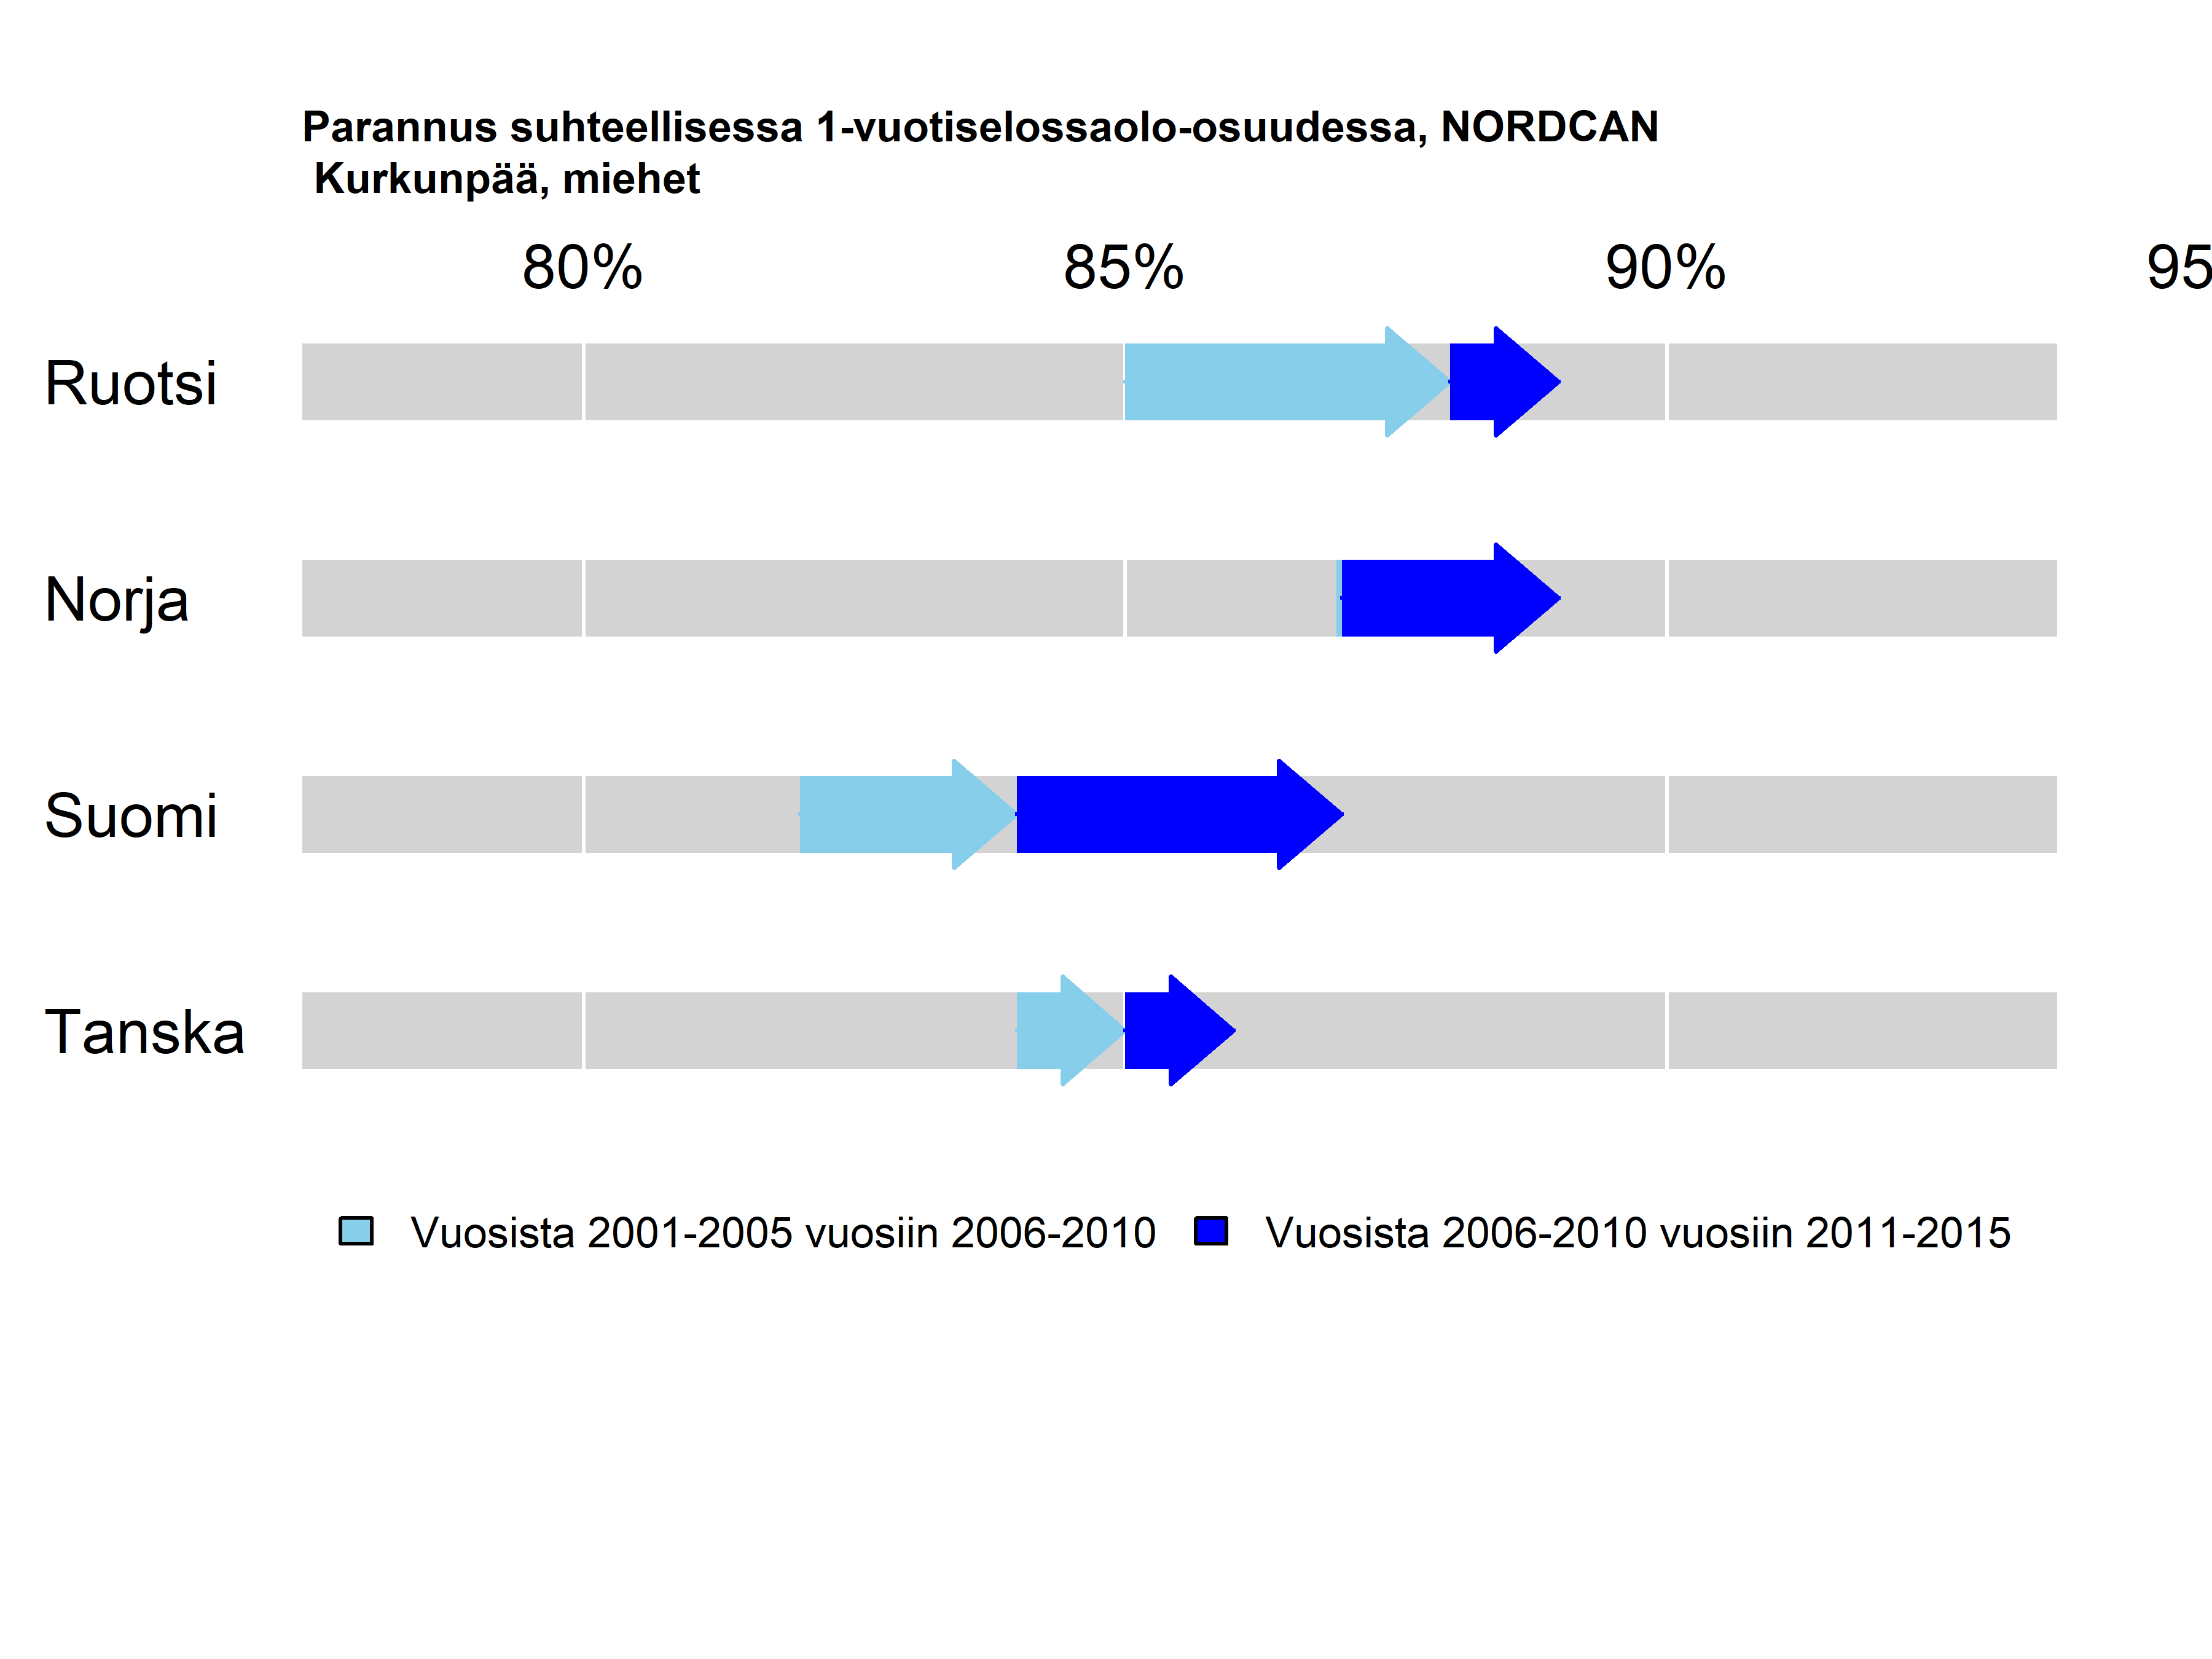 Parannus suhteellisessa 1-vuotiselossaolo-osuudessa, NORDCAN
Kurkunpää, miehet
80% 85% 90% 95
Ruotsi
Norja
Suomi
Tanska
Vuosista 2001-2005 vuosiin 2006-2010 Vuosista 2006-2010 vuosiin 2011-2015